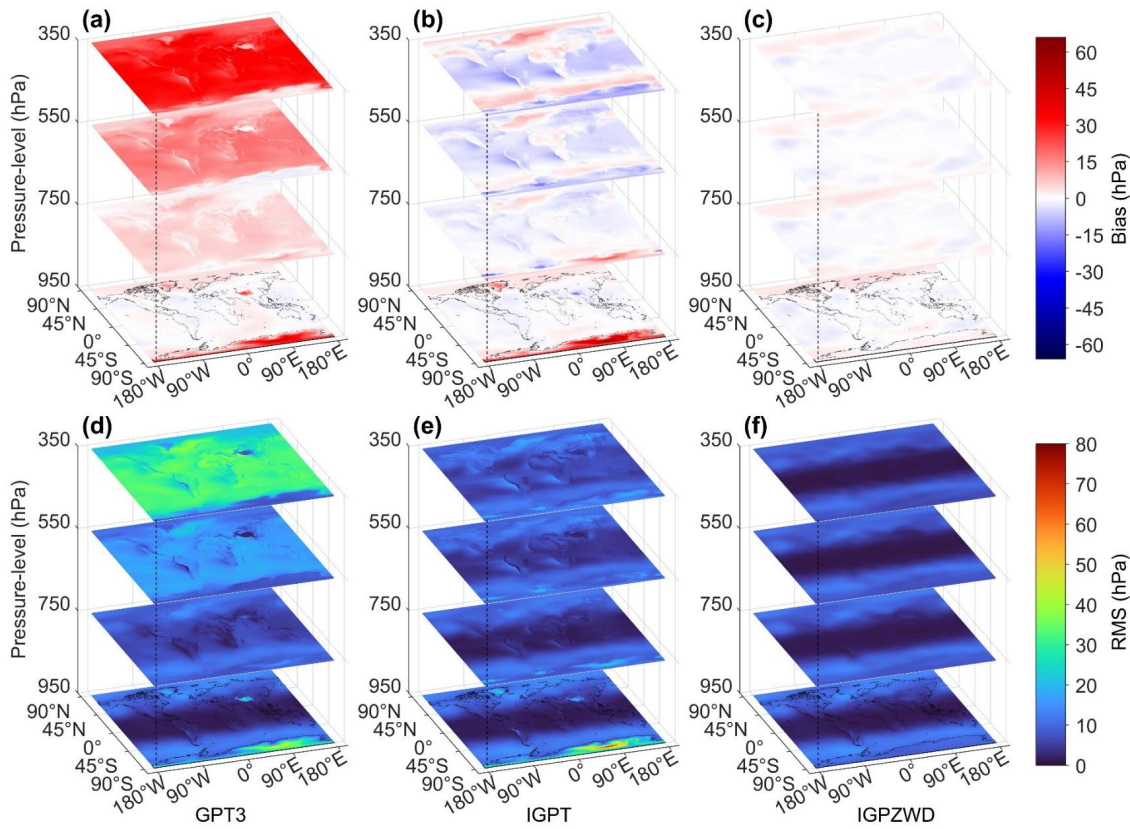 (a)
(b)
(c)
Pressure-level (hPa)
350
550
750
950
90°N
45°N
0°
45°S
90°S
180°W
90°W
0°
90°E
180°E
90°N
45°N
0°
45°S
90°S
180°W
90°W
0°
90°E
180°E
90°N
45°N
0°
45°S
90°S
180°W
90°W
0°
90°E
180°E
350
550
750
950
350
550
750
950
60
45
30
15
0
-15
-30
-45
-60
Bias (hPa)
(d)
(e)
(f)
Pressure-level (hPa)
350
550
750
950
90°N
45°N
0°
45°S
90°S
180°W
90°W
0°
90°E
180°E
GPT3
350
550
750
950
90°N
45°N
0°
45°S
90°S
180°W
90°W
0°
90°E
180°E
IGPT
350
550
750
950
90°N
45°N
0°
45°S
90°S
180°W
90°W
0°
90°E
180°E
IGPZWD
80
70
60
50
40
30
20
10
0
RMS (hPa)